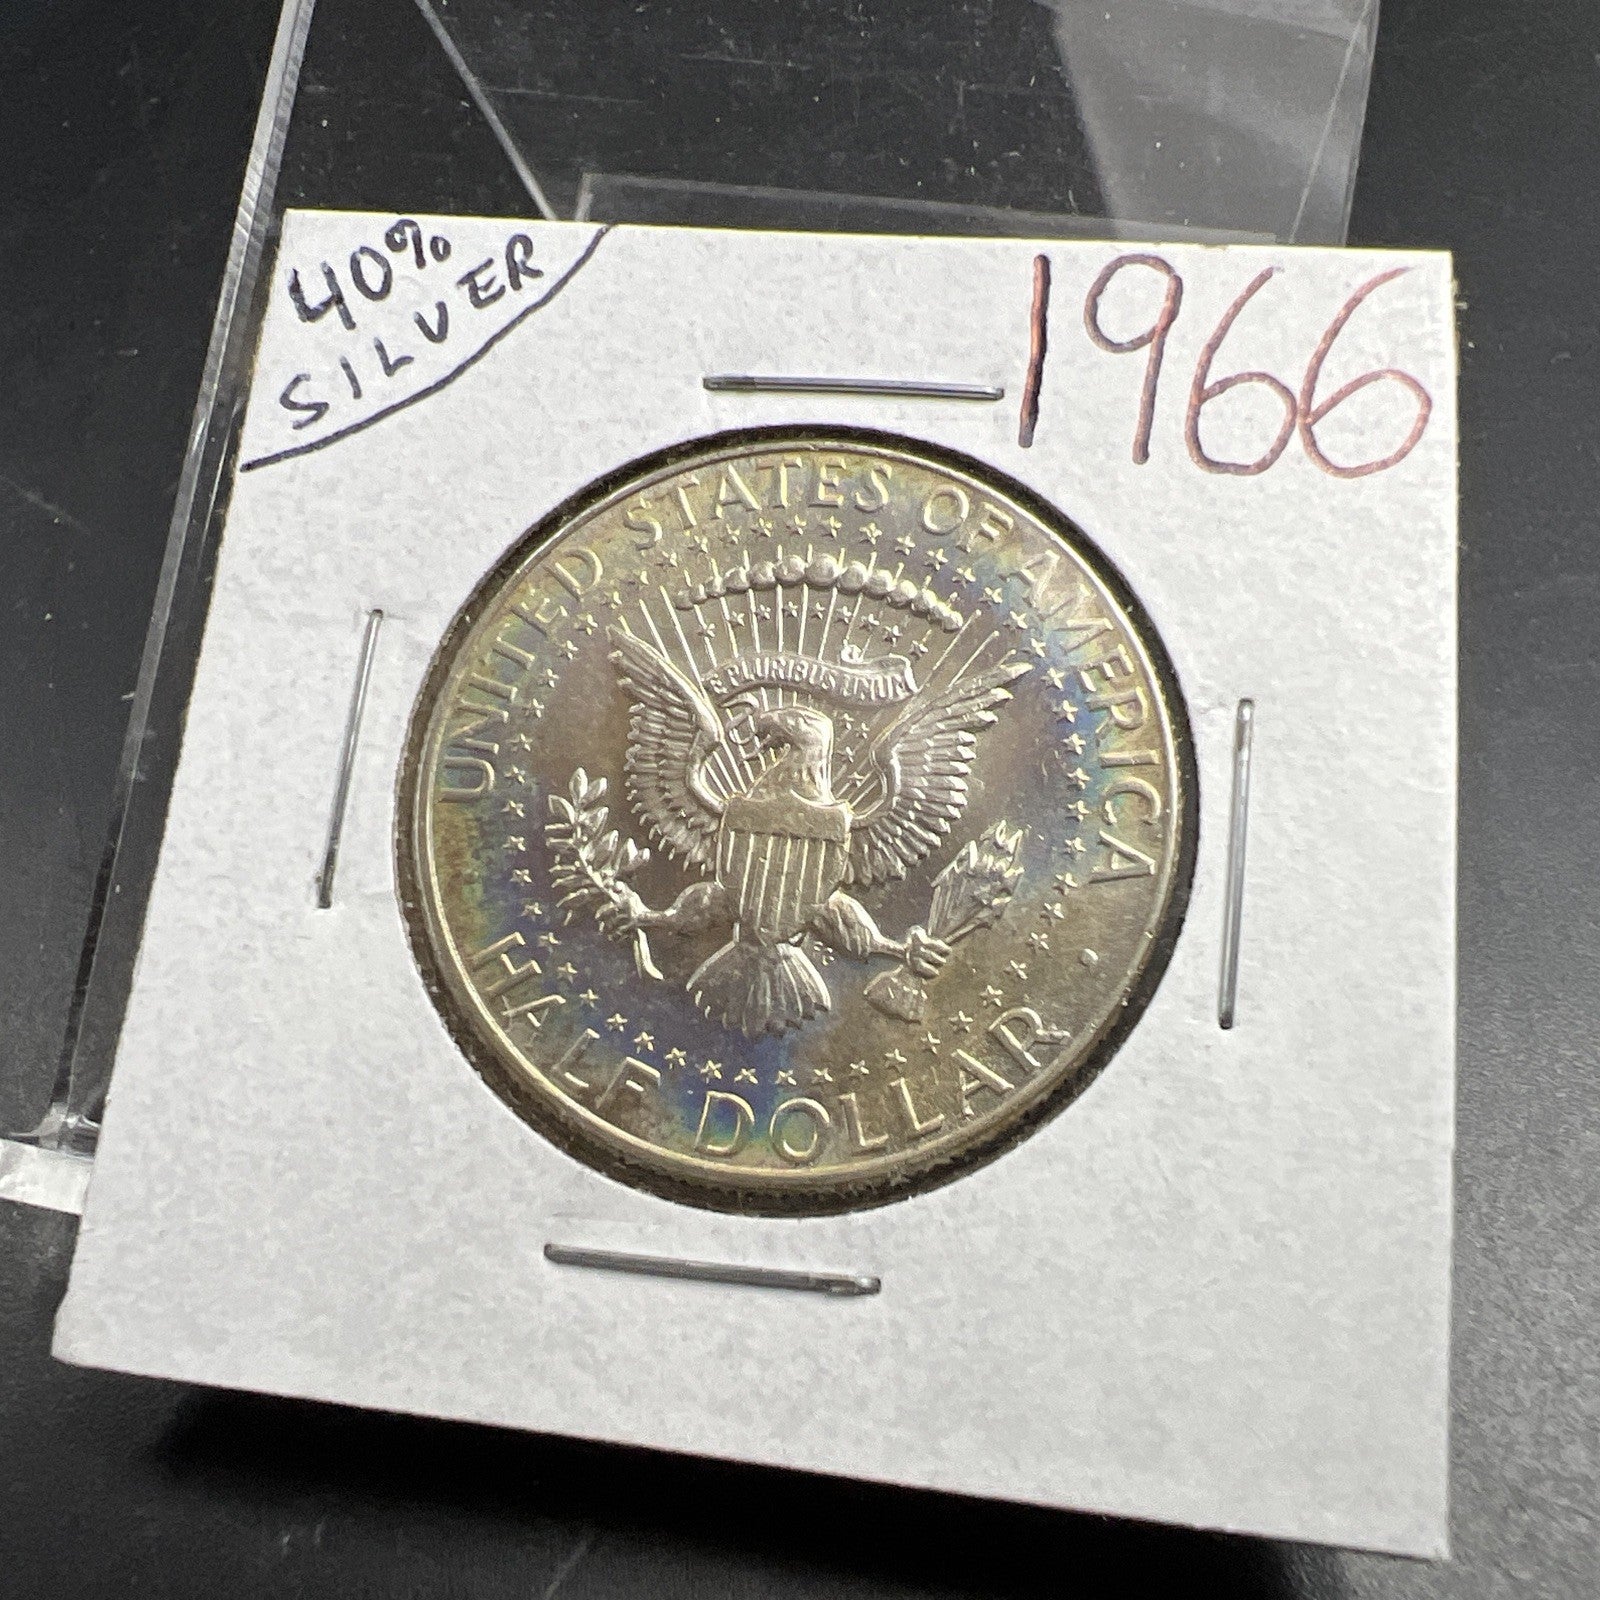 40%
SILVER
1966
UNITED STATES OF AMERICA
E PLURIBUS UNUM
HALF DOLLAR